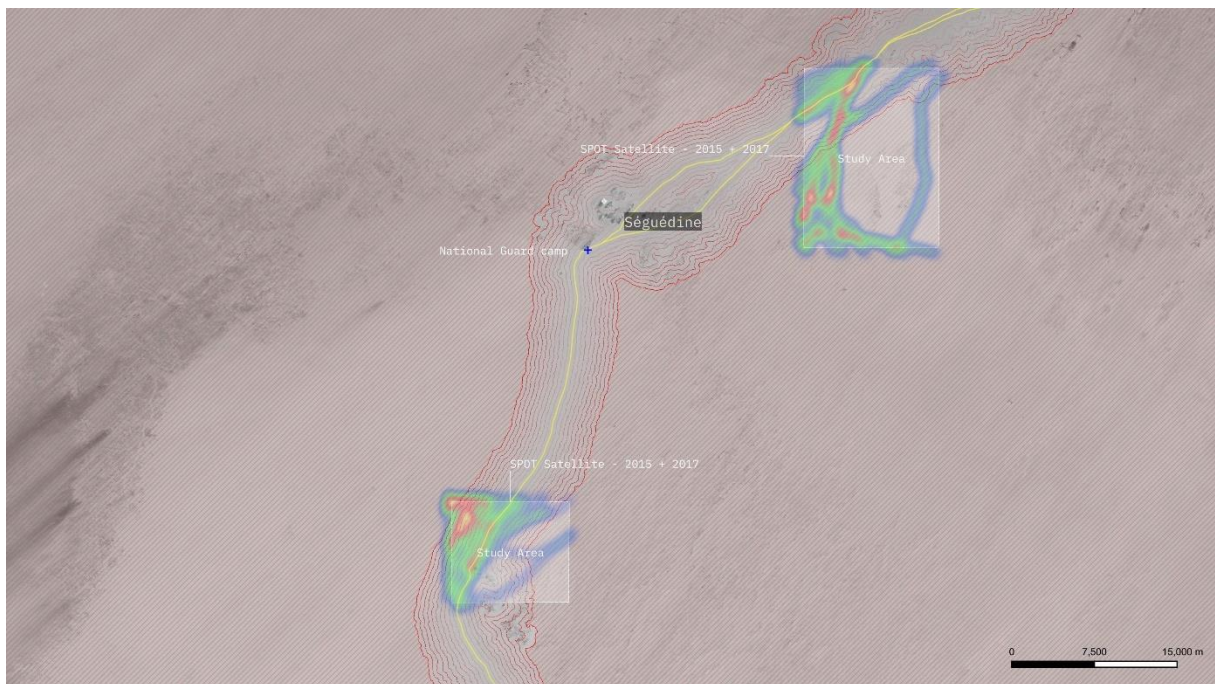 SPOT Satellite - 2015 + 2017
Study Area
Séguédine
National Guard camp
SPOT Satellite - 2015 + 2017
Study Area
0 7,500 15,000 m